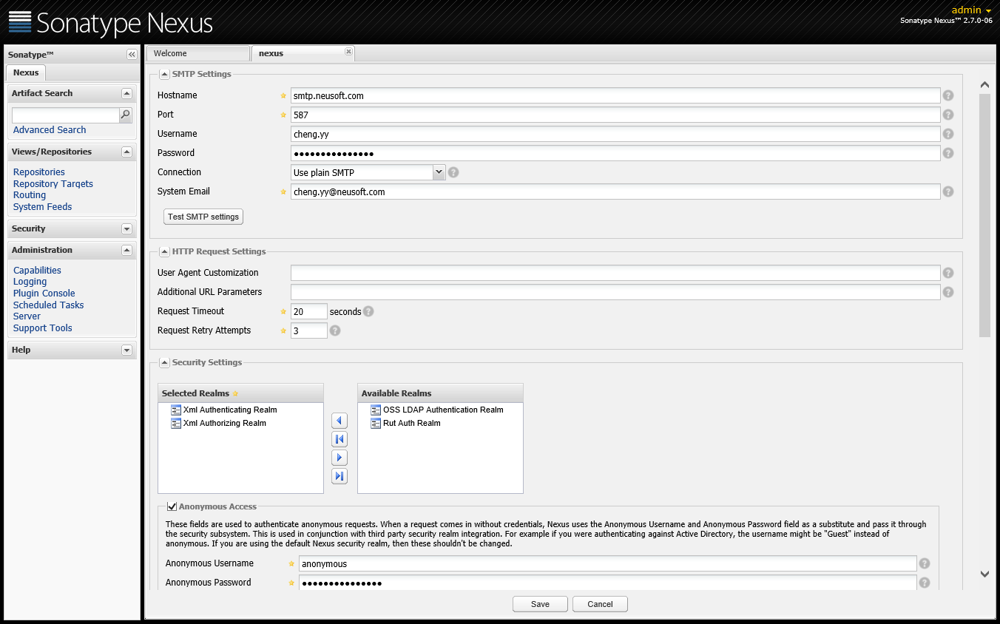 Sonatype Nexus
admin
Sonatype Nexus™ 2.7.0-06
Sonatype™
Nexus
Artifact Search
Advanced Search
Views/Repositories
Repositories
Repository Targets
Routing
System Feeds
Security
Administration
Capabilities
Logging
Plugin Console
Scheduled Tasks
Server
Support Tools
Help
Welcome
nexus
SMTP Settings
Hostname smtp.neusoft.com
Port 587
Username cheng.yy
Password •••••••••••••••
Connection Use plain SMTP
System Email cheng.yy@neusoft.com
Test SMTP settings
HTTP Request Settings
User Agent Customization
Additional URL Parameters
Request Timeout 20 seconds
Request Retry Attempts 3
Security Settings
Selected Realms
Xml Authenticating Realm
Xml Authorizing Realm
Available Realms
OSS LDAP Authentication Realm
Rut Auth Realm
Anonymous Access
These fields are used to authenticate anonymous requests. When a request comes in without credentials, Nexus uses the Anonymous Username and Anonymous Password field as a substitute and pass it through
the security subsystem. This is used in conjunction with third party security realm integration. For example if you were authenticating against Active Directory, the username might be "Guest" instead of
anonymous. If you are using the default Nexus security realm, then these shouldn't be changed.
Anonymous Username anonymous
Anonymous Password •••••••••••••••
Save
Cancel